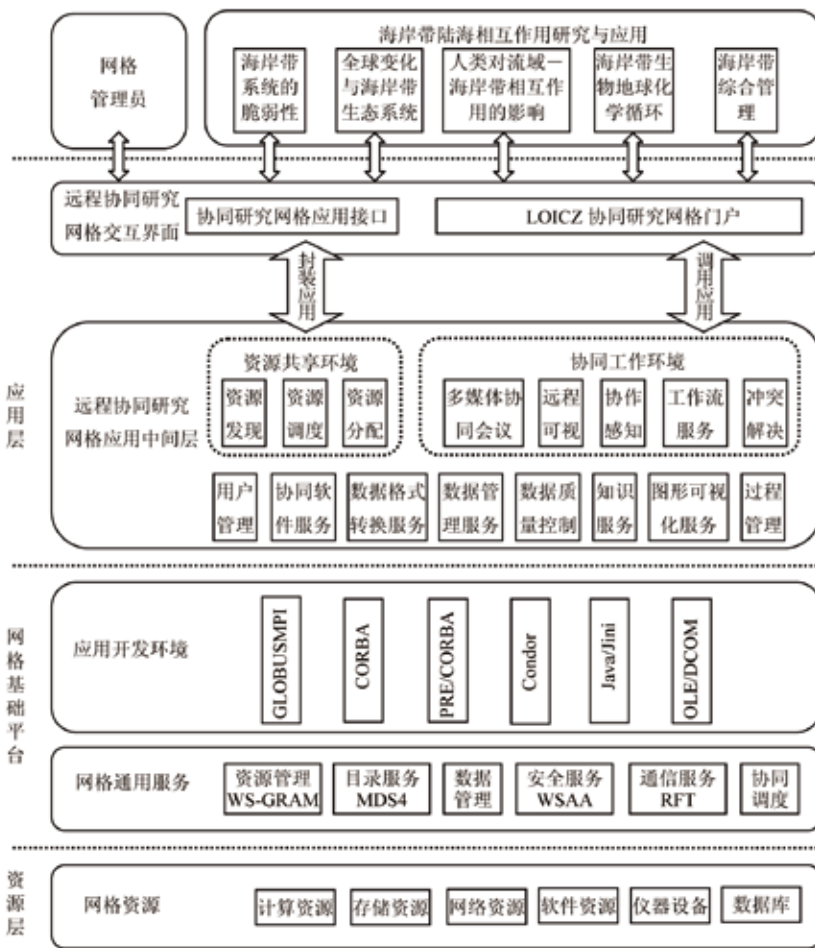 海岸带陆海相互作用研究与应用
网格
管理员
海岸带
系统的
脆弱性
全球变化
与海岸带
生态系统
人类对流域－
海岸带相互作
用的影响
海岸带生
物地球化
学循环
海岸带
综合管
理
远程协同研究
网格交互界面
协同研究网格应用接口
LOICZ 协同研究网格门户
封装应用
调用应用
应用层
远程协同研究
网格应用中间层
资源共享环境
资源
发现
资源
调度
资源
分配
协同工作环境
多媒体协
同会议
远程
可视
协作
感知
工作流
服务
冲突
解决
用户
管理
协同软
件服务
数据格式
转换服务
数据管
理服务
数据质
量控制
知识
服务
图形可视
化服务
过程
管理
网格基础平台
应用开发环境
GLOBUSMPI
CORBA
PRE/CORBA
Condor
Java/Jini
OLE/DCOM
网格通用服务
资源管理
WS-GRAM
目录服务
MDS4
数据
管理
安全服务
WSAA
通信服务
RFT
协同
调度
资源层
网格资源
计算资源
存储资源
网络资源
软件资源
仪器设备
数据库